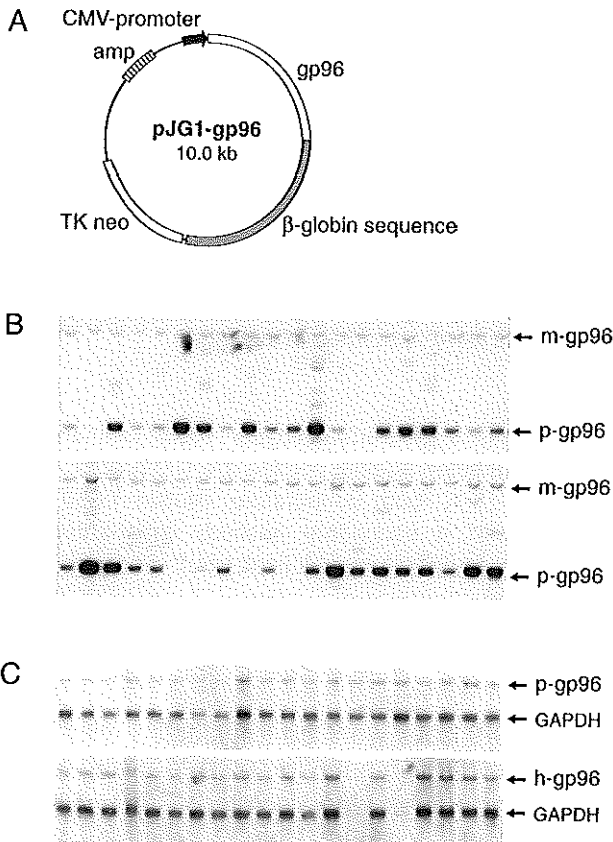 A
CMV-promoter
amp
gp96
pJG1-gp96
10.0 kb
TK neo
β-globin sequence
B
m-gp96
p-gp96
m-gp96
p-gp96
C
p-gp96
GAPDH
h-gp96
GAPDH